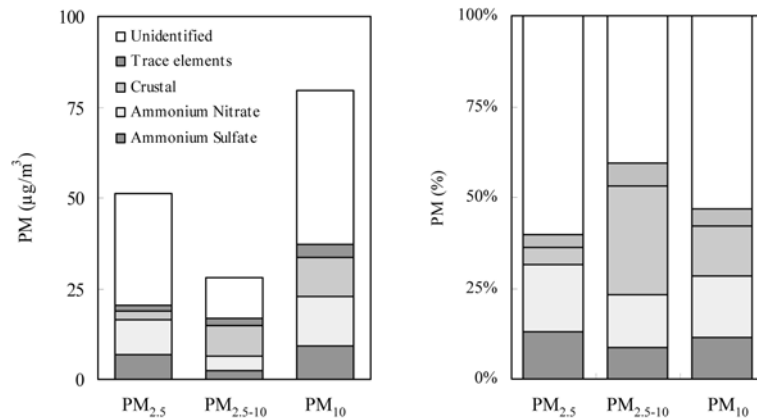 100
75
50
25
0
PM (µg/m³)
Unidentified
Trace elements
Crustal
Ammonium Nitrate
Ammonium Sulfate
PM₂.₅
PM₂.₅₋₁₀
PM₁₀
100%
75%
50%
25%
0%
PM (%)
PM₂.₅
PM₂.₅₋₁₀
PM₁₀